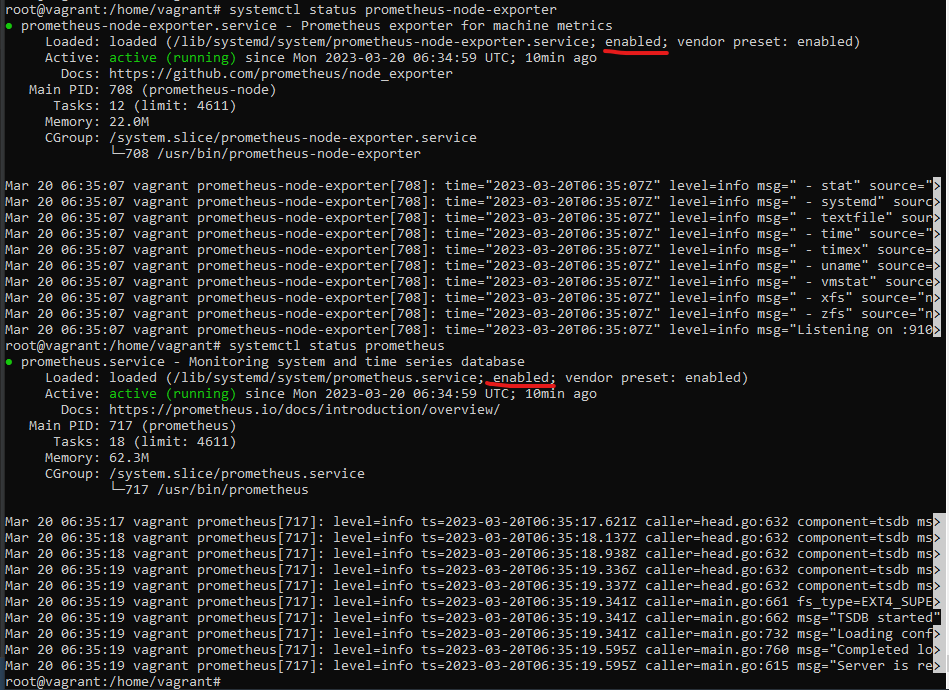 root@vagrant:/home/vagrant# systemctl status prometheus-node-exporter
● prometheus-node-exporter.service - Prometheus exporter for machine metrics
     Loaded: loaded (/lib/systemd/system/prometheus-node-exporter.service; enabled; vendor preset: enabled)
     Active: active (running) since Mon 2023-03-20 06:34:59 UTC; 10min ago
       Docs: https://github.com/prometheus/node_exporter
   Main PID: 708 (prometheus-node)
      Tasks: 12 (limit: 4611)
     Memory: 22.0M
     CGroup: /system.slice/prometheus-node-exporter.service
             └─708 /usr/bin/prometheus-node-exporter
Mar 20 06:35:07 vagrant prometheus-node-exporter[708]: time="2023-03-20T06:35:07Z" level=info msg=" - stat" source=">
Mar 20 06:35:07 vagrant prometheus-node-exporter[708]: time="2023-03-20T06:35:07Z" level=info msg=" - systemd" sourc>
Mar 20 06:35:07 vagrant prometheus-node-exporter[708]: time="2023-03-20T06:35:07Z" level=info msg=" - textfile" sour>
Mar 20 06:35:07 vagrant prometheus-node-exporter[708]: time="2023-03-20T06:35:07Z" level=info msg=" - time" source=">
Mar 20 06:35:07 vagrant prometheus-node-exporter[708]: time="2023-03-20T06:35:07Z" level=info msg=" - timex" source=>
Mar 20 06:35:07 vagrant prometheus-node-exporter[708]: time="2023-03-20T06:35:07Z" level=info msg=" - uname" source=>
Mar 20 06:35:07 vagrant prometheus-node-exporter[708]: time="2023-03-20T06:35:07Z" level=info msg=" - vmstat" source>
Mar 20 06:35:07 vagrant prometheus-node-exporter[708]: time="2023-03-20T06:35:07Z" level=info msg=" - xfs" source="n>
Mar 20 06:35:07 vagrant prometheus-node-exporter[708]: time="2023-03-20T06:35:07Z" level=info msg=" - zfs" source="n>
Mar 20 06:35:07 vagrant prometheus-node-exporter[708]: time="2023-03-20T06:35:07Z" level=info msg="Listening on :910>
root@vagrant:/home/vagrant# systemctl status prometheus
● prometheus.service - Monitoring system and time series database
     Loaded: loaded (/lib/systemd/system/prometheus.service; enabled; vendor preset: enabled)
     Active: active (running) since Mon 2023-03-20 06:34:59 UTC; 10min ago
       Docs: https://prometheus.io/docs/introduction/overview/
   Main PID: 717 (prometheus)
      Tasks: 18 (limit: 4611)
     Memory: 62.3M
     CGroup: /system.slice/prometheus.service
             └─717 /usr/bin/prometheus
Mar 20 06:35:17 vagrant prometheus[717]: level=info ts=2023-03-20T06:35:17.621Z caller=head.go:632 component=tsdb ms>
Mar 20 06:35:18 vagrant prometheus[717]: level=info ts=2023-03-20T06:35:18.137Z caller=head.go:632 component=tsdb ms>
Mar 20 06:35:18 vagrant prometheus[717]: level=info ts=2023-03-20T06:35:18.938Z caller=head.go:632 component=tsdb ms>
Mar 20 06:35:19 vagrant prometheus[717]: level=info ts=2023-03-20T06:35:19.336Z caller=head.go:632 component=tsdb ms>
Mar 20 06:35:19 vagrant prometheus[717]: level=info ts=2023-03-20T06:35:19.337Z caller=head.go:632 component=tsdb ms>
Mar 20 06:35:19 vagrant prometheus[717]: level=info ts=2023-03-20T06:35:19.341Z caller=main.go:661 fs_type=EXT4_SUPE>
Mar 20 06:35:19 vagrant prometheus[717]: level=info ts=2023-03-20T06:35:19.341Z caller=main.go:662 msg="TSDB started"
Mar 20 06:35:19 vagrant prometheus[717]: level=info ts=2023-03-20T06:35:19.341Z caller=main.go:732 msg="Loading conf>
Mar 20 06:35:19 vagrant prometheus[717]: level=info ts=2023-03-20T06:35:19.595Z caller=main.go:760 msg="Completed lo>
Mar 20 06:35:19 vagrant prometheus[717]: level=info ts=2023-03-20T06:35:19.595Z caller=main.go:615 msg="Server is re>
root@vagrant:/home/vagrant#